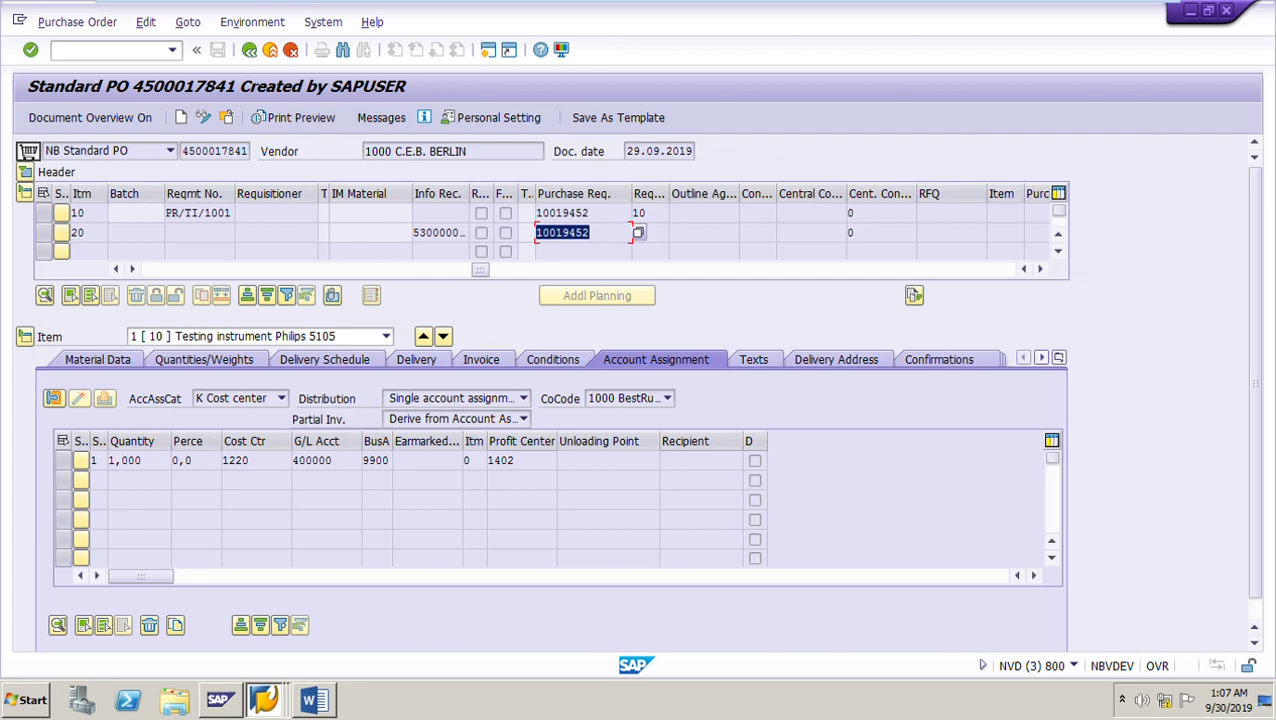 Purchase Order Edit Goto Environment System Help
Standard PO 4500017841 Created by SAPUSER
Document Overview On Print Preview Messages Personal Setting Save As Template
NB Standard PO 4500017841 Vendor 1000 C.E.B. BERLIN Doc. date 29.09.2019
Header
S... Itm Batch Reqmt No. Requisitioner T IM Material Info Rec. R... F... T... Purchase Req. Req... Outline Ag... Con... Central Co... Cent. Con... RFQ Item Purc
10 PR/TI/1001 10019452 10 0
20 5300000... 10019452 0
Addl Planning
Item 1 [ 10 ] Testing instrument Philips 5105
Material Data Quantities/Weights Delivery Schedule Delivery Invoice Conditions Account Assignment Texts Delivery Address Confirmations
AccAssCat K Cost center Distribution Single account assignm... CoCode 1000 BestRu...
Partial Inv. Derive from Account As...
S... S... Quantity Perce Cost Ctr G/L Acct BusA Earmarked... Itm Profit Center Unloading Point Recipient D
1 1,000 0,0 1220 400000 9900 0 1402
SAP NVD (3) 800 NBVDEV OVR
Start SAP 1:07 AM
9/30/2019